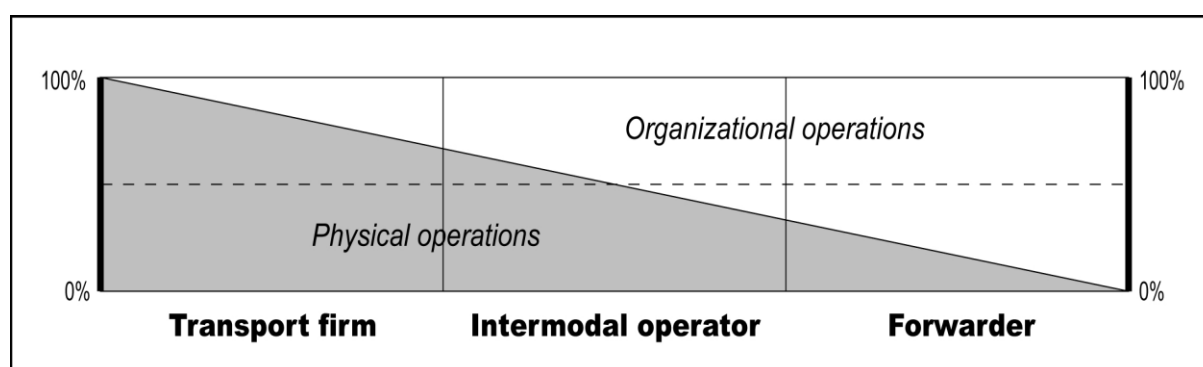 100%
100%
Organizational operations
Physical operations
0%
0%
Transport firm
Intermodal operator
Forwarder